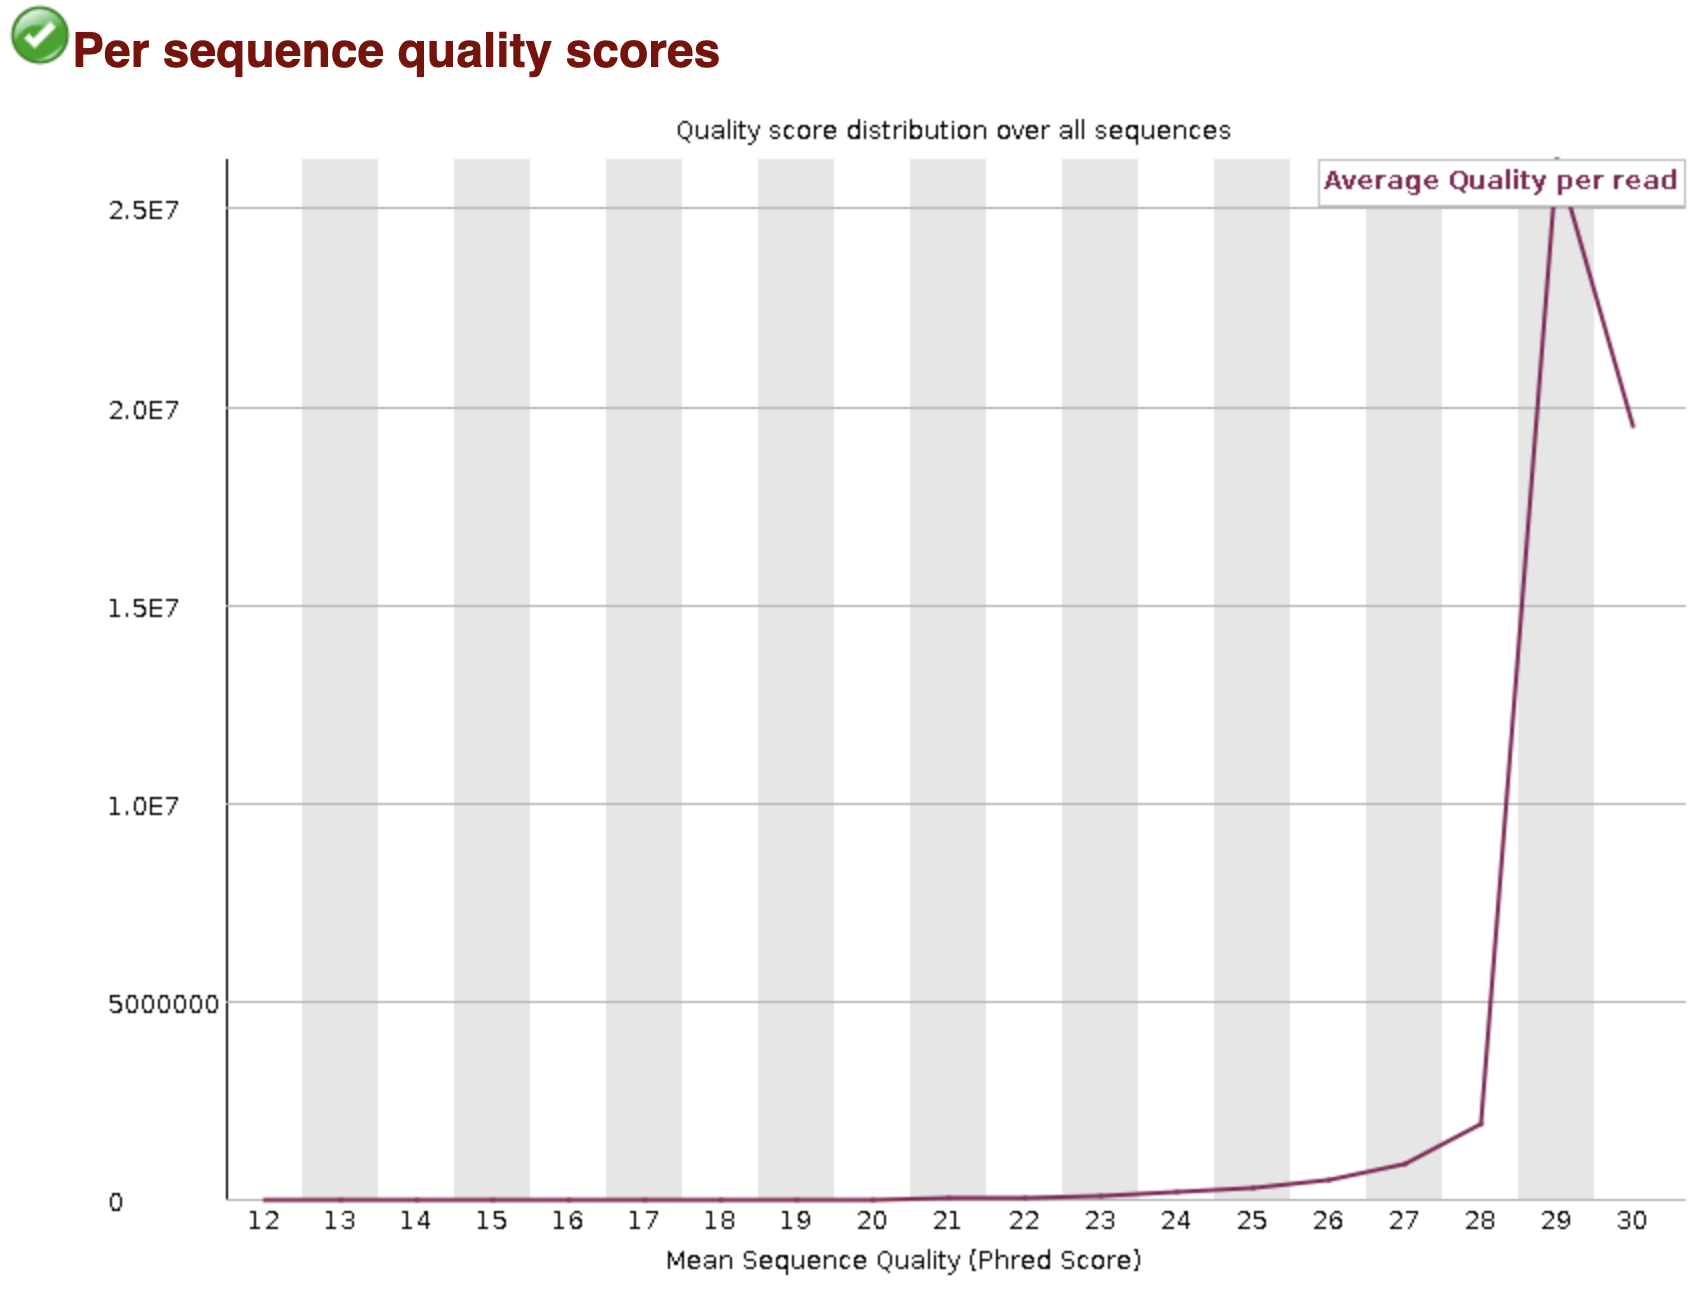 Per sequence quality scores
Quality score distribution over all sequences
Average Quality per read
2.5E7
2.0E7
1.5E7
1.0E7
5000000
0
12 13 14 15 16 17 18 19 20 21 22 23 24 25 26 27 28 29 30
Mean Sequence Quality (Phred Score)